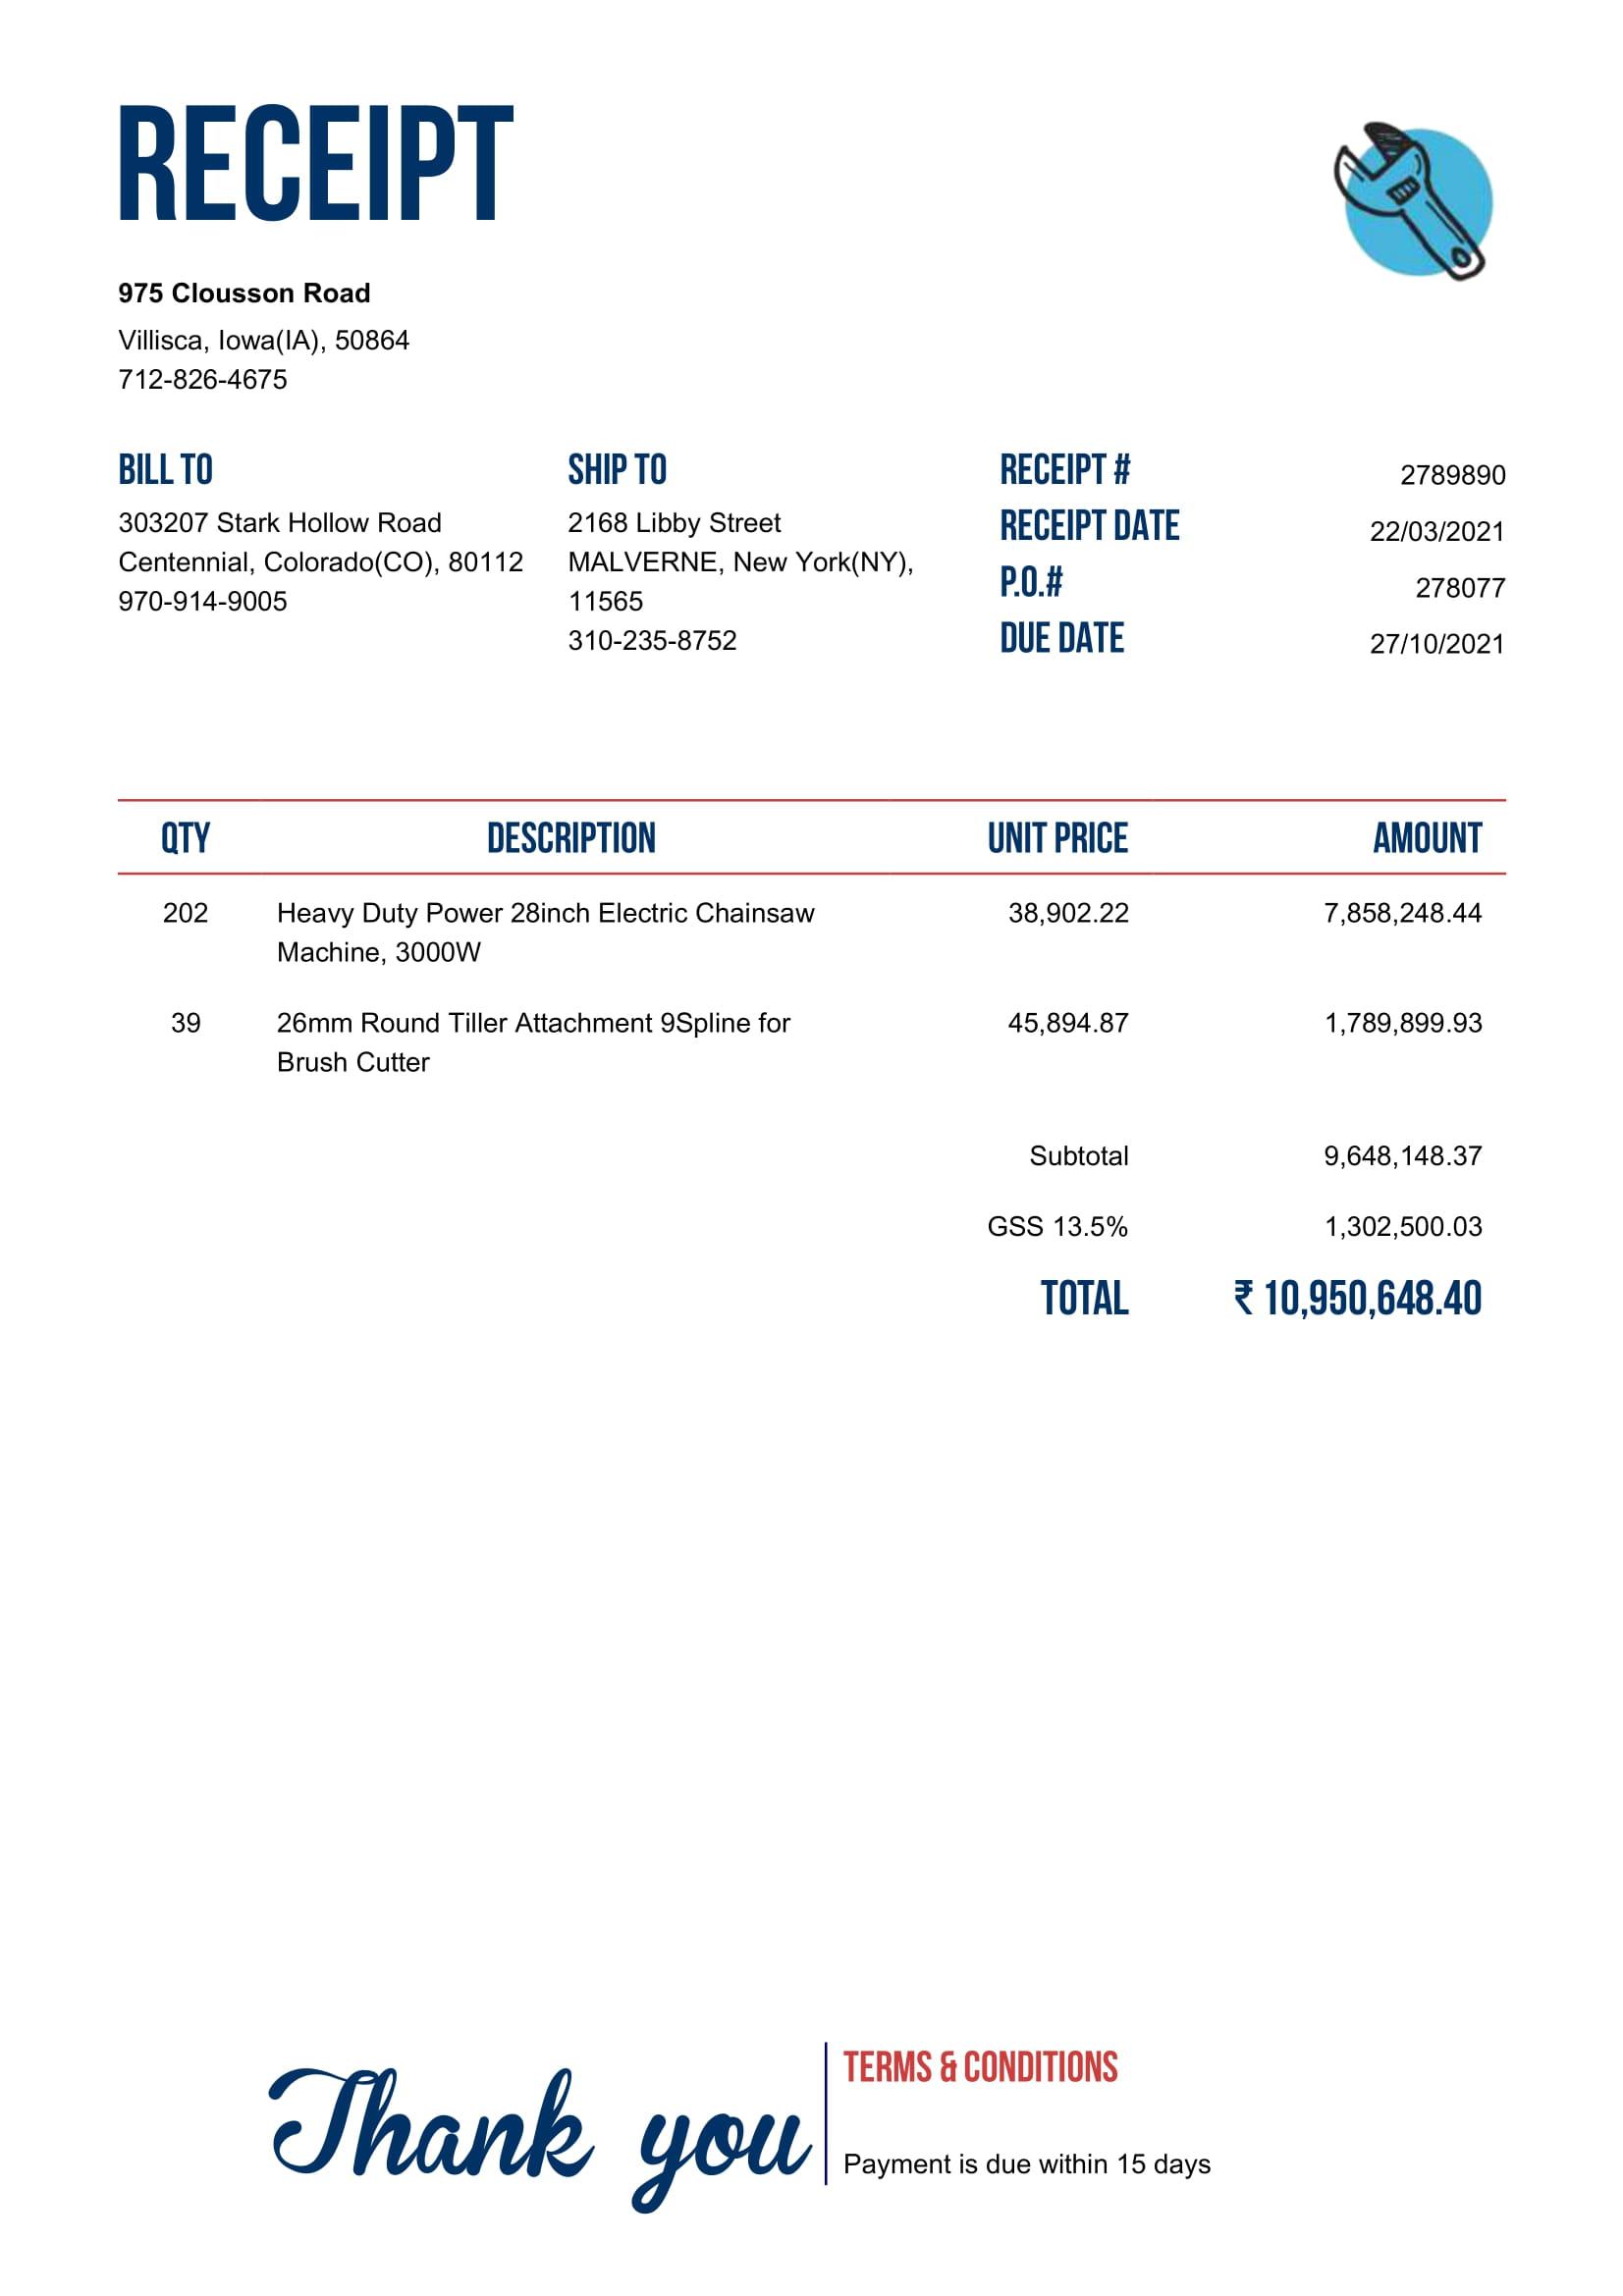 RECEIPT
975 Clousson Road
Villisca, Iowa(IA), 50864
712-826-4675
BILL TO
303207 Stark Hollow Road
Centennial, Colorado(CO), 80112
970-914-9005
SHIP TO
2168 Libby Street
MALVERNE, New York(NY),
11565
310-235-8752
RECEIPT # 2789890
RECEIPT DATE 22/03/2021
P.O.# 278077
DUE DATE 27/10/2021
QTY DESCRIPTION UNIT PRICE AMOUNT
202 Heavy Duty Power 28inch Electric Chainsaw 38,902.22 7,858,248.44
Machine, 3000W
39 26mm Round Tiller Attachment 9Spline for 45,894.87 1,789,899.93
Brush Cutter
Subtotal 9,648,148.37
GSS 13.5% 1,302,500.03
TOTAL ₹ 10,950,648.40
Thank you
TERMS & CONDITIONS
Payment is due within 15 days